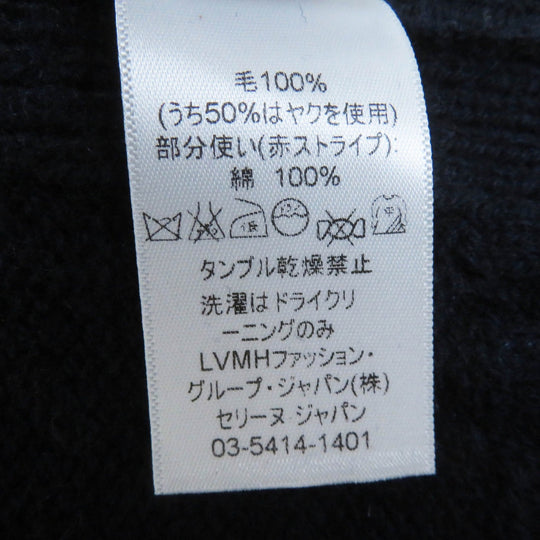 毛100%
(うち50%はヤクを使用)
部分使い(赤ストライプ):
綿 100%
低 中
タンブル乾燥禁止
洗濯はドライクリ
ーニングのみ
LVMHファッション・
グループ・ジャパン(株)
セリーヌ ジャパン
03-5414-1401